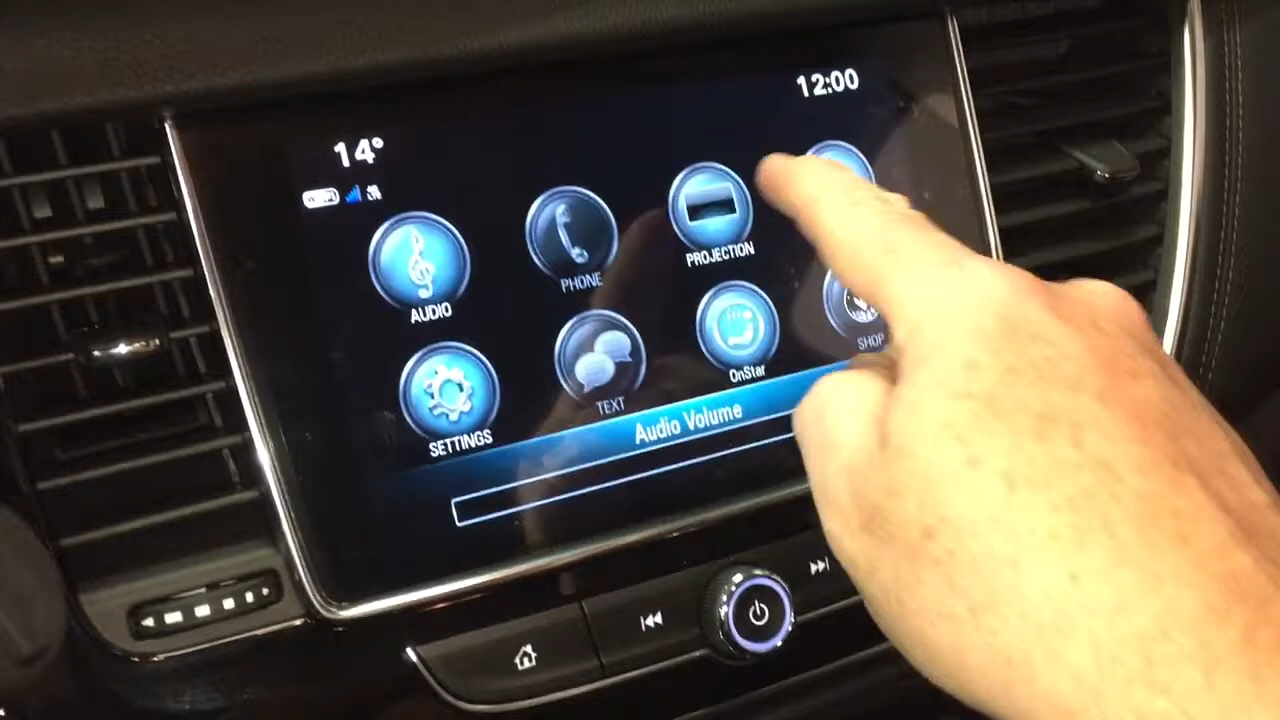 12:00
14°
AUDIO
PHONE
PROJECTION
SETTINGS
TEXT
OnStar
SHOP
Audio Volume